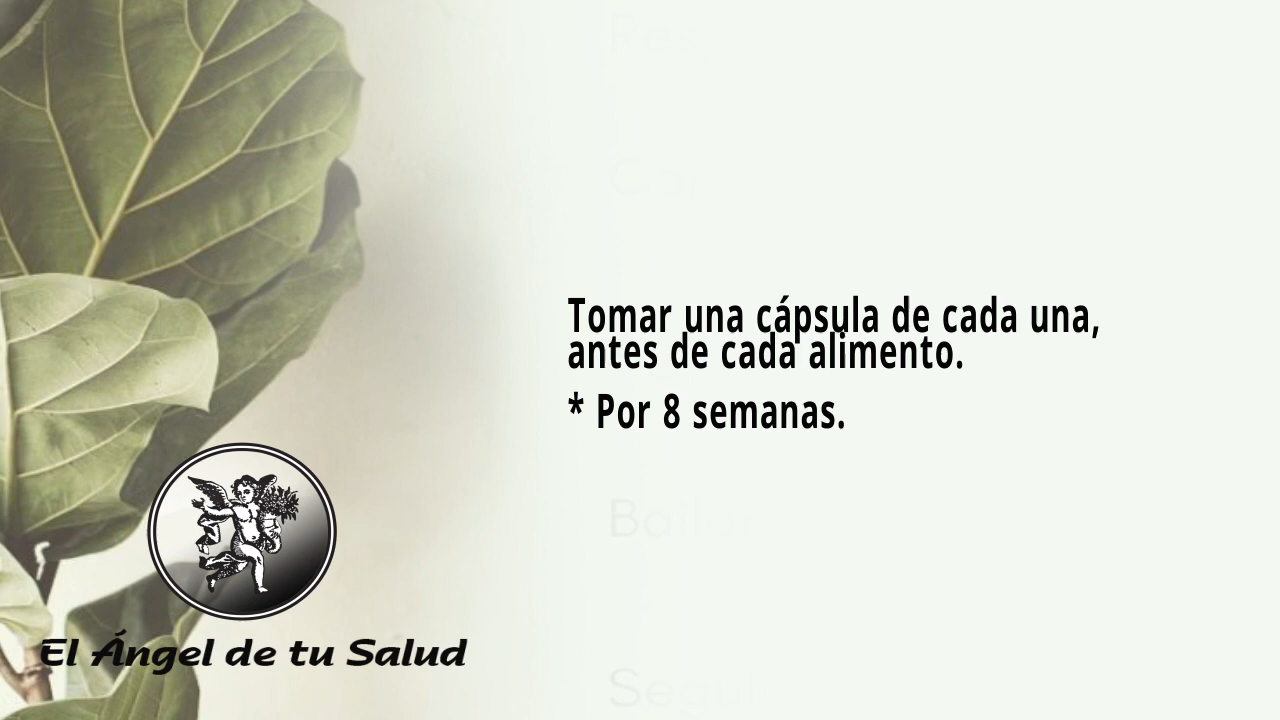 Tomar una cápsula de cada una,
antes de cada alimento.
* Por 8 semanas.
El Ángel de tu Salud